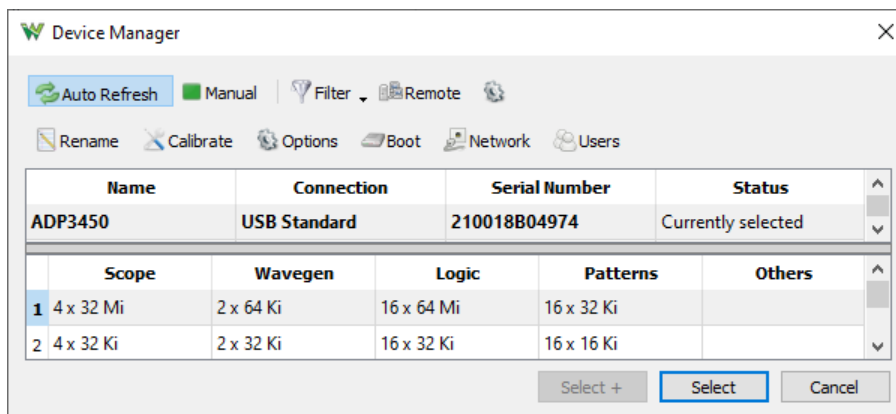 Device Manager
Auto Refresh Manual Filter Remote
Rename Calibrate Options Boot Network Users
Name Connection Serial Number Status
ADP3450 USB Standard 210018B04974 Currently selected
Scope Wavegen Logic Patterns Others
1 4 x 32 Mi 2 x 64 Ki 16 x 64 Mi 16 x 32 Ki
2 4 x 32 Ki 2 x 32 Ki 16 x 32 Ki 16 x 16 Ki
Select + Select Cancel